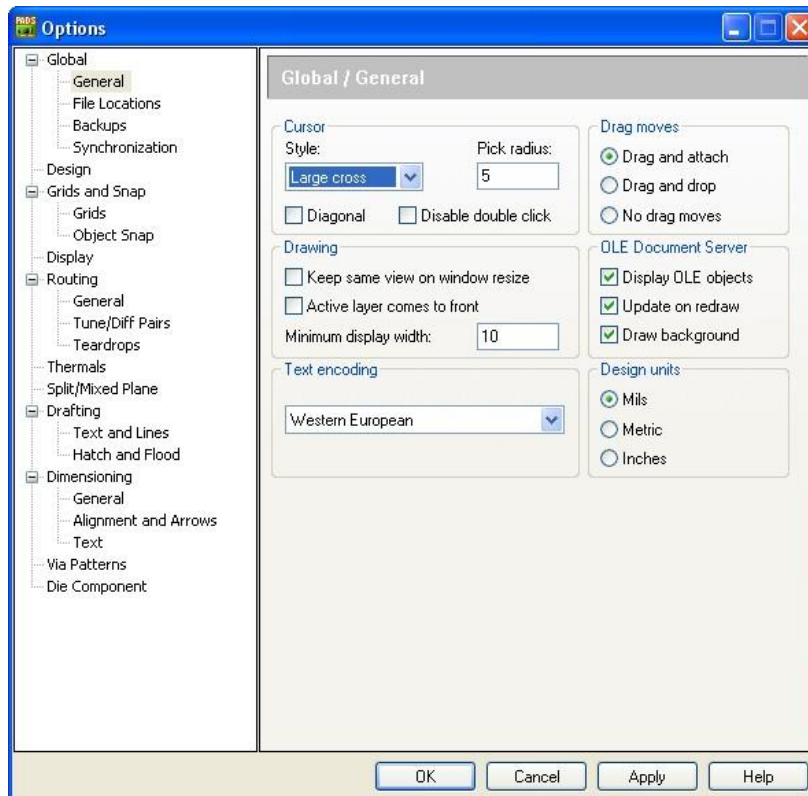 PADS
Options
Global
General
File Locations
Backups
Synchronization
Design
Grids and Snap
Grids
Object Snap
Display
Routing
General
Tune/Diff Pairs
Teardrops
Thermals
Split/Mixed Plane
Drafting
Text and Lines
Hatch and Flood
Dimensioning
General
Alignment and Arrows
Text
Via Patterns
Die Component
Global / General
Cursor
Style:
Pick radius:
Large cross
5
Diagonal
Disable double click
Drag moves
Drag and attach
Drag and drop
No drag moves
Drawing
Keep same view on window resize
Active layer comes to front
Minimum display width:
10
OLE Document Server
Display OLE objects
Update on redraw
Draw background
Text encoding
Western European
Design units
Mils
Metric
Inches
OK
Cancel
Apply
Help